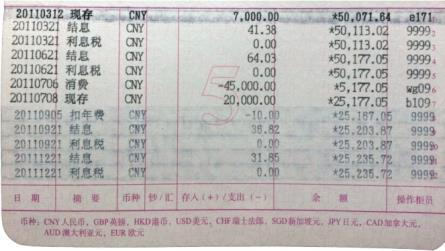 20110312 现存 CNY 7,000.00 *50,071.64 e171
20110321 结息 CNY 41.38 *50,113.02 9999 2
20110321 利息税 CNY 0.00 *50,113.02 9999 3
20110621 结息 CNY 64.03 *50,177.05 9999 4
20110621 利息税 CNY 0.00 *50,177.05 9999 5
20110706 消费 CNY -45,000.00 *5,177.05 wg09 6
20110708 现存 CNY 20,000.00 *25,177.05 b109
5
20110905 扣年费 CNY -10.00 *25,167.05 9999
20110921 结息 CNY 36.82 *25,203.87 9999
20110921 利息税 CNY 0.00 *25,203.87 9999
20111221 结息 CNY 31.85 *25,235.72 9999
20111221 利息税 CNY 0.00 *25,235.72 9999
日 期 摘 要 币种 钞/汇 存入(+)/支出(-) 余 额 操作柜员
币种:CNY人民币, GBP英镑, HKD港币, USD美元, CHF瑞士法郎, SGD新加坡元, JPY日元, CAD加拿大元,
AUD澳大利亚元, EUR欧元